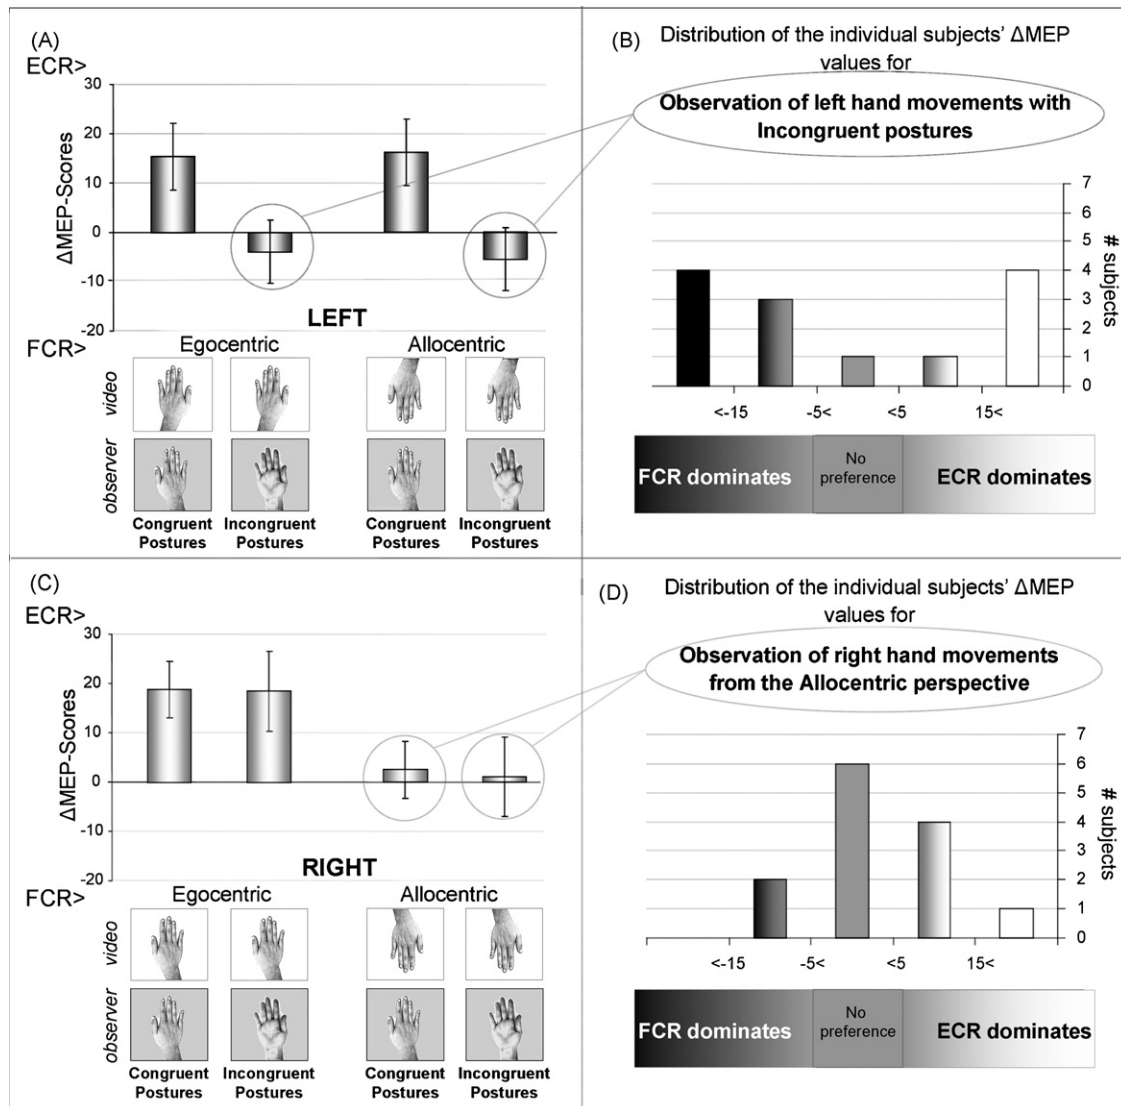 (A)
ECR>
30
20
10
0
-10
-20
ΔMEP-Scores
LEFT
FCR>
Egocentric
Allocentric
video
observer
Congruent Postures
Incongruent Postures
Congruent Postures
Incongruent Postures
(B)
Distribution of the individual subjects' ΔMEP
values for
Observation of left hand movements with
Incongruent postures
7
6
5
4
3
2
1
0
# subjects
<-15
-5<
<5
15<
FCR dominates
No
preference
ECR dominates
(C)
ECR>
30
20
10
0
-10
-20
ΔMEP-Scores
RIGHT
FCR>
Egocentric
Allocentric
video
observer
Congruent Postures
Incongruent Postures
Congruent Postures
Incongruent Postures
(D)
Distribution of the individual subjects' ΔMEP
values for
Observation of right hand movements
from the Allocentric perspective
7
6
5
4
3
2
1
0
# subjects
<-15
-5<
<5
15<
FCR dominates
No
preference
ECR dominates